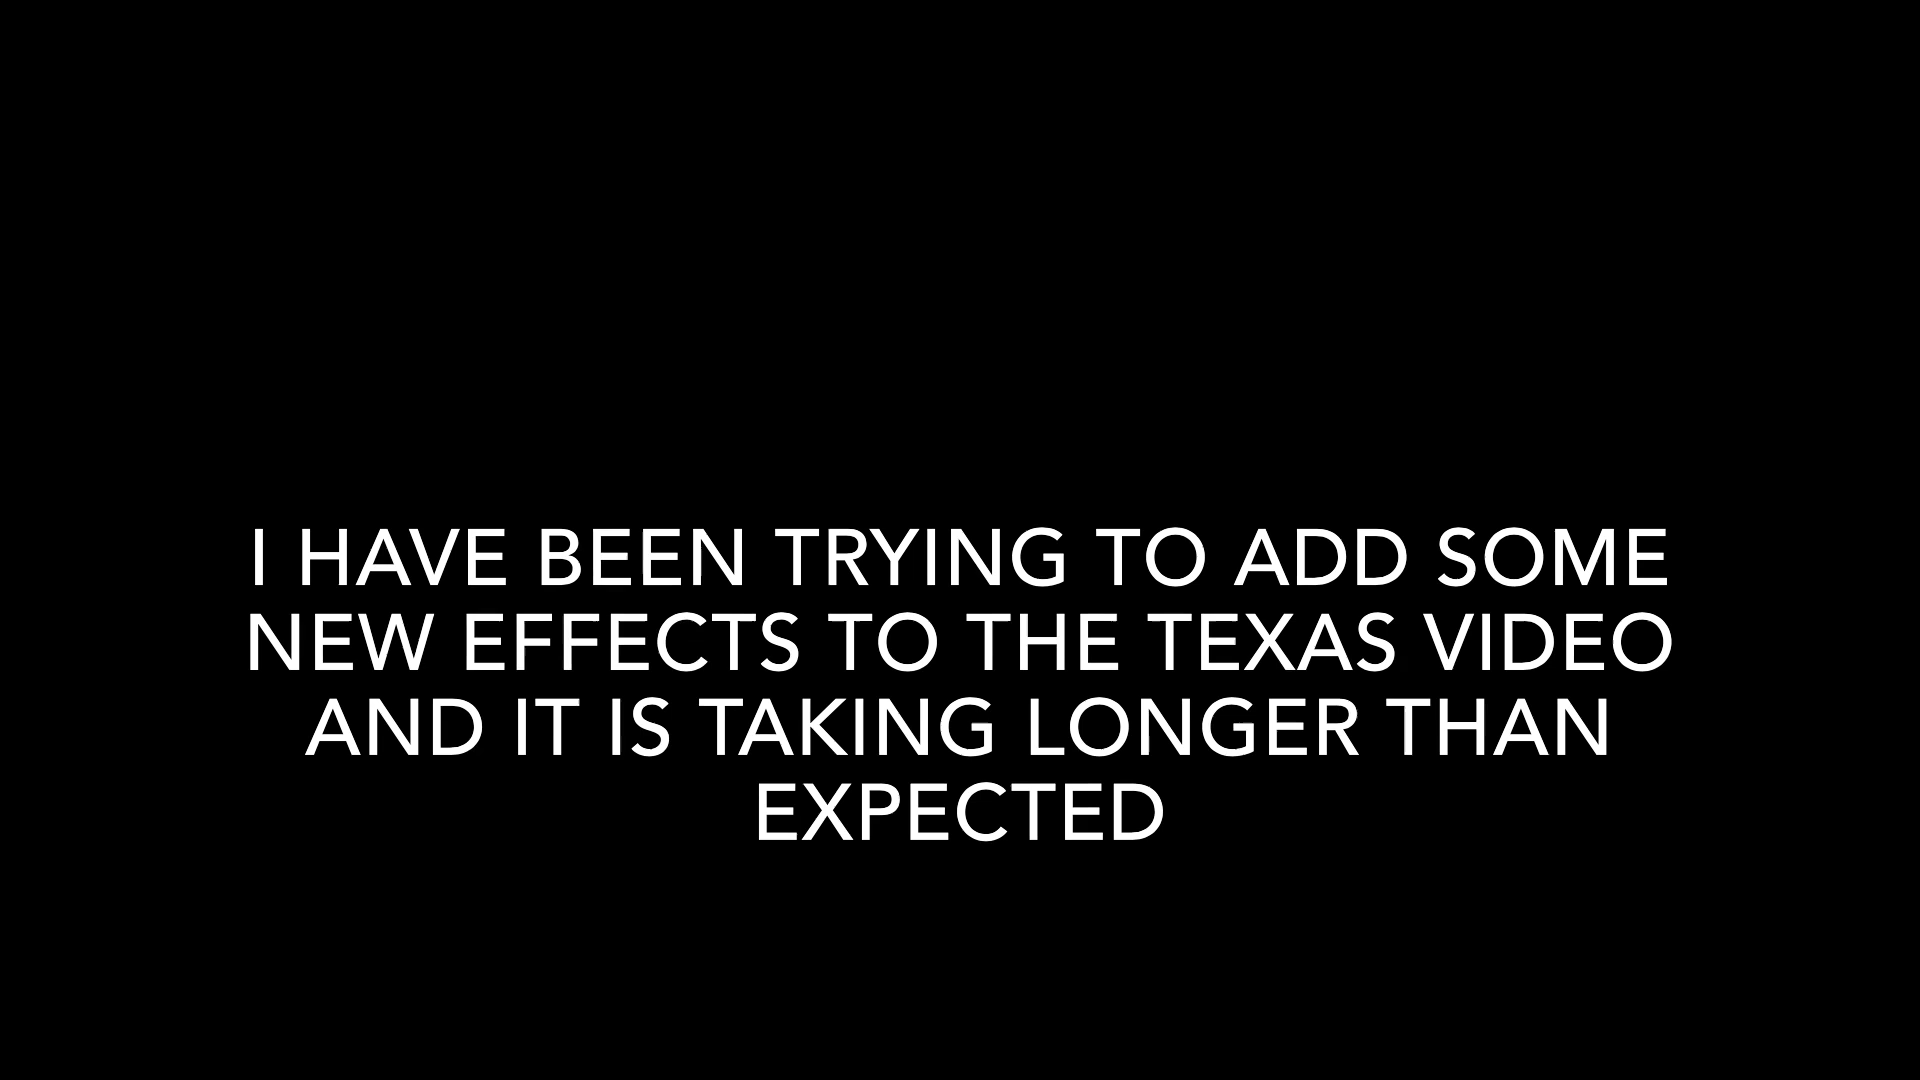 I HAVE BEEN TRYING TO ADD SOME
NEW EFFECTS TO THE TEXAS VIDEO
AND IT IS TAKING LONGER THAN
EXPECTED